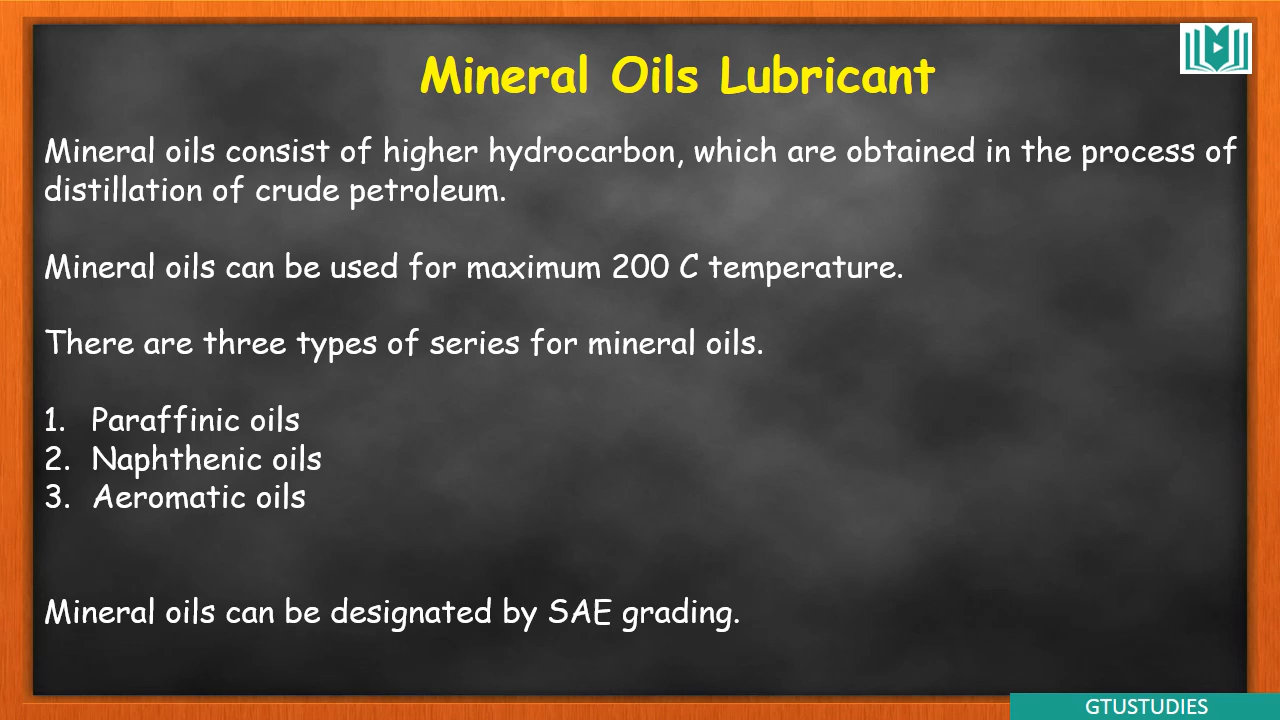 Mineral Oils Lubricant
Mineral oils consist of higher hydrocarbon, which are obtained in the process of
distillation of crude petroleum.
Mineral oils can be used for maximum 200 C temperature.
There are three types of series for mineral oils.
1. Paraffinic oils
2. Naphthenic oils
3. Aeromatic oils
Mineral oils can be designated by SAE grading.
GTUSTUDIES